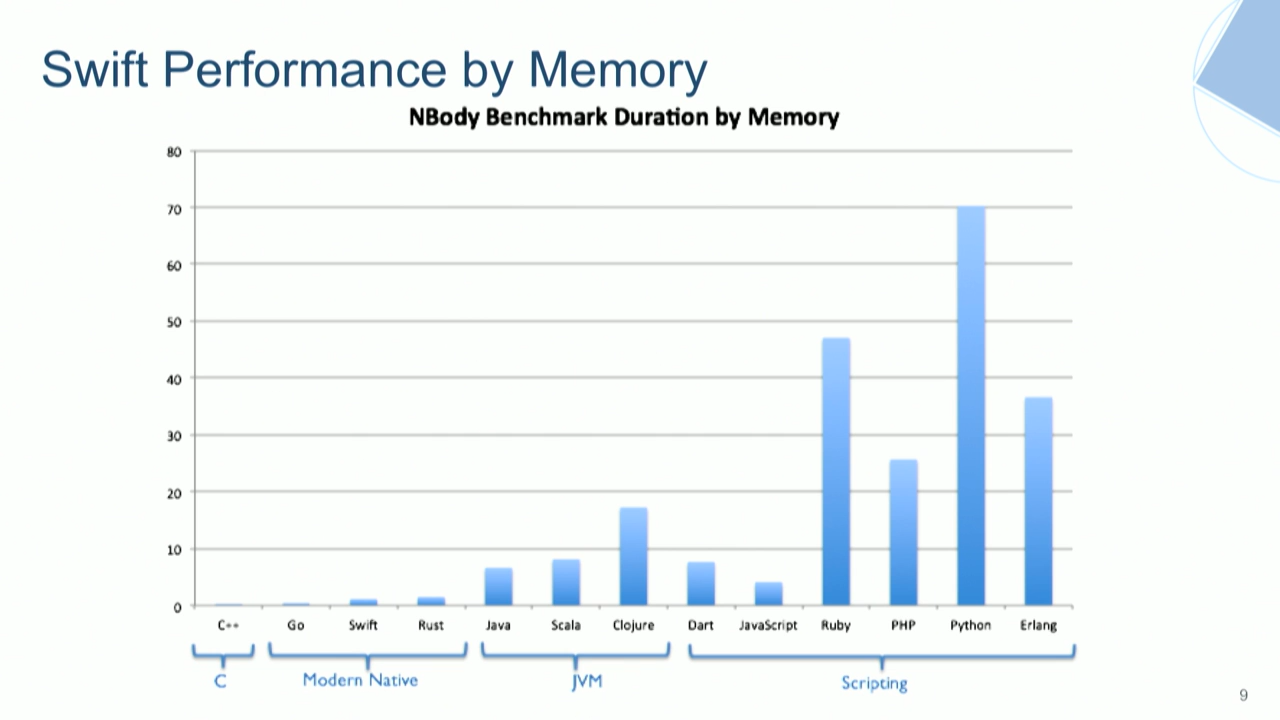 Swift Performance by Memory
NBody Benchmark Duration by Memory
80
70
60
50
40
30
20
10
0
C++ Go Swift Rust Java Scala Clojure Dart JavaScript Ruby PHP Python Erlang
C Modern Native JVM Scripting
9